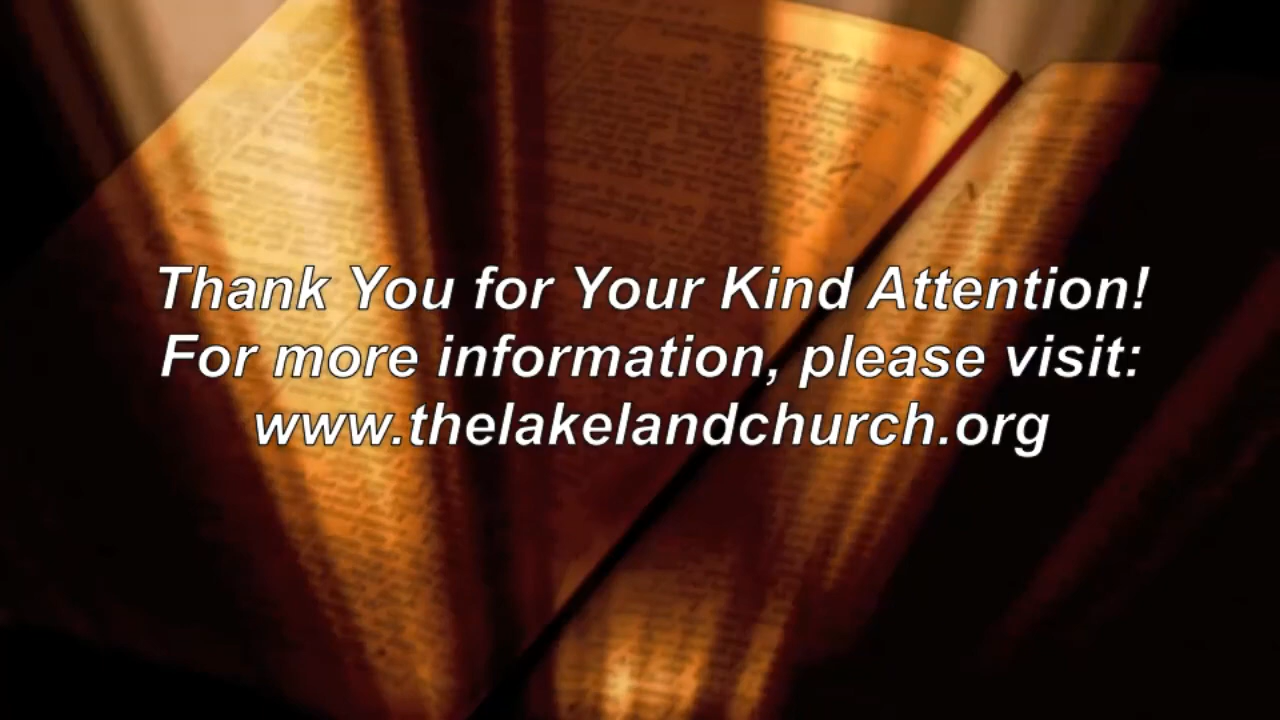 Thank You for Your Kind Attention!
For more information, please visit:
www.thelakelandchurch.org